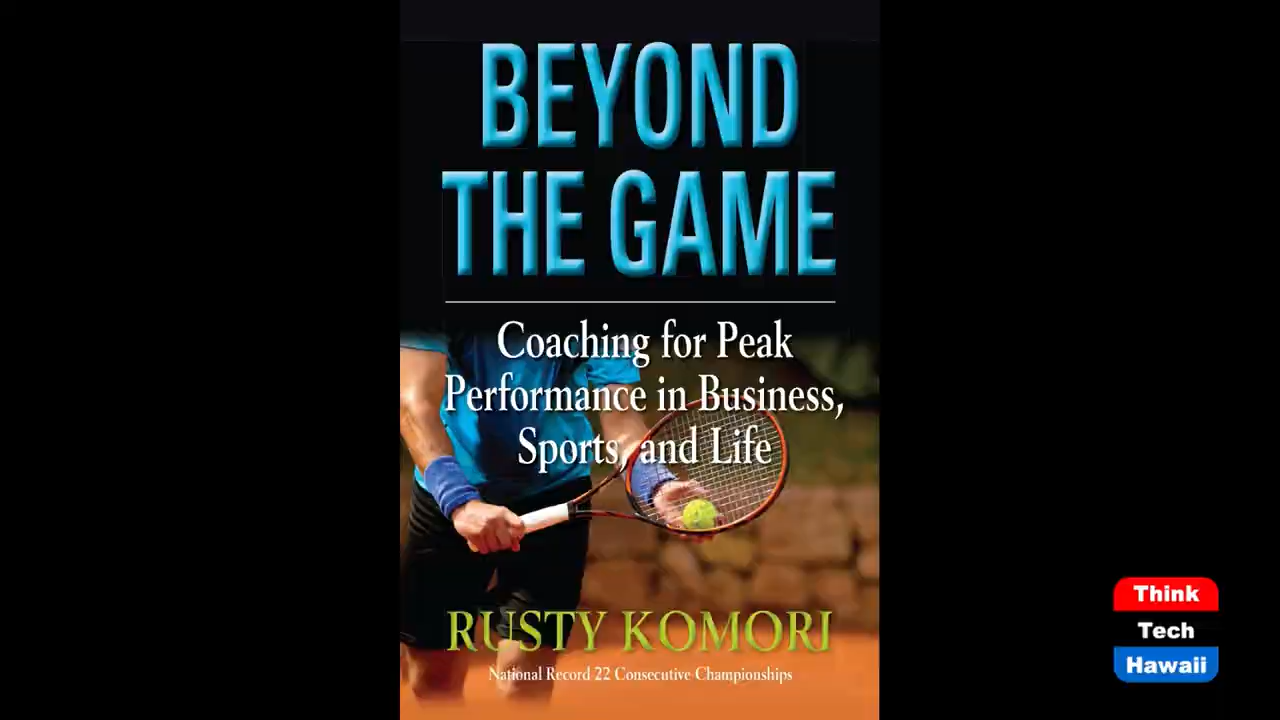 BEYOND
THE GAME
Coaching for Peak
Performance in Business,
Sports, and Life
RUSTY KOMORI
National Record 22 Consecutive Championships
Think
Tech
Hawaii